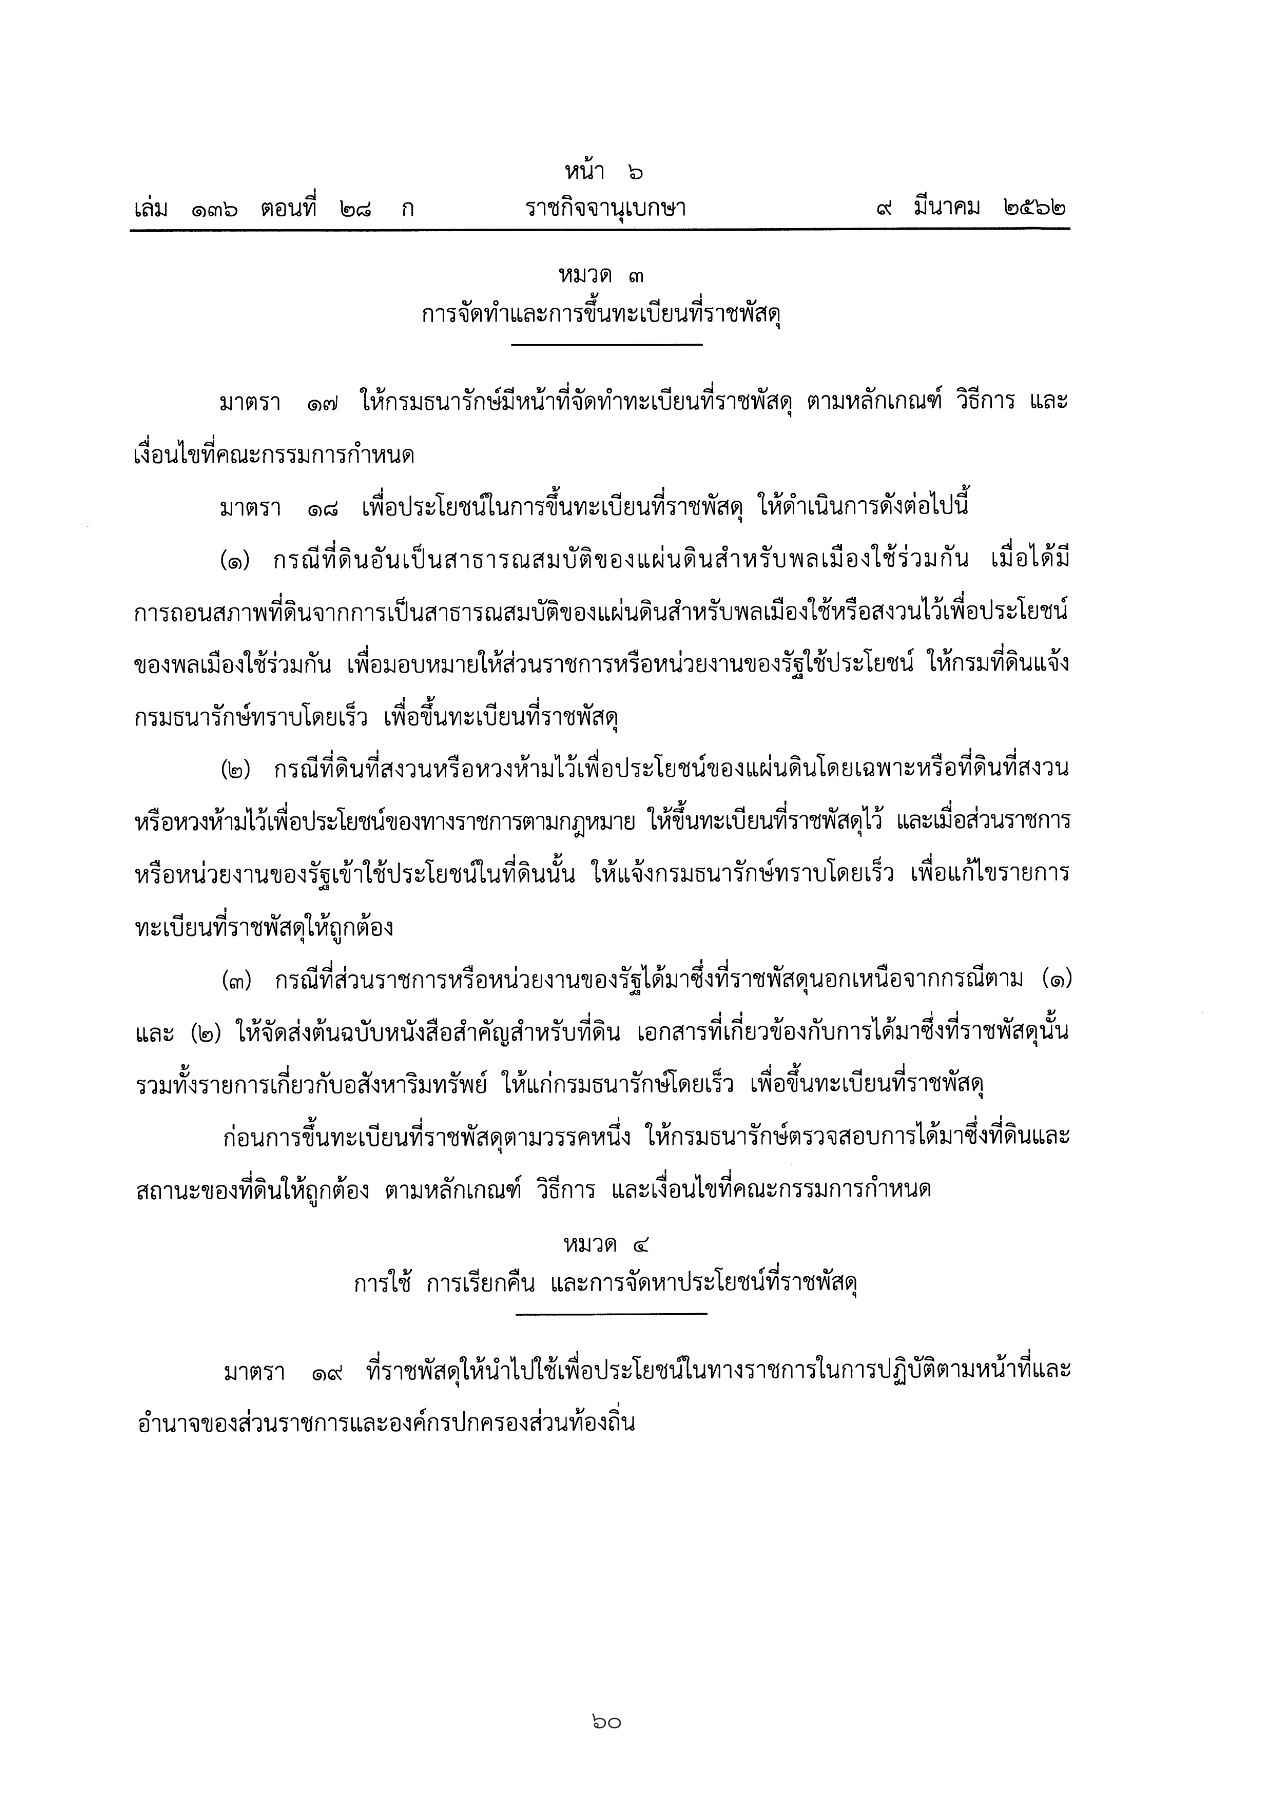 หน้า ๖
เล่ม ๑๓๖ ตอนที่ ๒๘ ก ราชกิจจานุเบกษา ๙ มีนาคม ๒๕๖๒
หมวด ๓
การจัดทำและการขึ้นทะเบียนที่ราชพัสดุ
มาตรา ๑๗ ให้กรมธนารักษ์มีหน้าที่จัดทำทะเบียนที่ราชพัสดุ ตามหลักเกณฑ์ วิธีการ และ
เงื่อนไขที่คณะกรรมการกำหนด
มาตรา ๑๘ เพื่อประโยชน์ในการขึ้นทะเบียนที่ราชพัสดุ ให้ดำเนินการดังต่อไปนี้
(๑) กรณีที่ดินอันเป็นสาธารณสมบัติของแผ่นดินสำหรับพลเมืองใช้ร่วมกัน เมื่อได้มี
การถอนสภาพที่ดินจากการเป็นสาธารณสมบัติของแผ่นดินสำหรับพลเมืองใช้หรือสงวนไว้เพื่อประโยชน์
ของพลเมืองใช้ร่วมกัน เพื่อมอบหมายให้ส่วนราชการหรือหน่วยงานของรัฐใช้ประโยชน์ ให้กรมที่ดินแจ้ง
กรมธนารักษ์ทราบโดยเร็ว เพื่อขึ้นทะเบียนที่ราชพัสดุ
(๒) กรณีที่ดินที่สงวนหรือหวงห้ามไว้เพื่อประโยชน์ของแผ่นดินโดยเฉพาะหรือที่ดินที่สงวน
หรือหวงห้ามไว้เพื่อประโยชน์ของทางราชการตามกฎหมาย ให้ขึ้นทะเบียนที่ราชพัสดุไว้ และเมื่อส่วนราชการ
หรือหน่วยงานของรัฐเข้าใช้ประโยชน์ในที่ดินนั้น ให้แจ้งกรมธนารักษ์ทราบโดยเร็ว เพื่อแก้ไขรายการ
ทะเบียนที่ราชพัสดุให้ถูกต้อง
(๓) กรณีที่ส่วนราชการหรือหน่วยงานของรัฐได้มาซึ่งที่ราชพัสดุนอกเหนือจากกรณีตาม (๑)
และ (๒) ให้จัดส่งต้นฉบับหนังสือสำคัญสำหรับที่ดิน เอกสารที่เกี่ยวข้องกับการได้มาซึ่งที่ราชพัสดุนั้น
รวมทั้งรายการเกี่ยวกับอสังหาริมทรัพย์ ให้แก่กรมธนารักษ์โดยเร็ว เพื่อขึ้นทะเบียนที่ราชพัสดุ
ก่อนการขึ้นทะเบียนที่ราชพัสดุตามวรรคหนึ่ง ให้กรมธนารักษ์ตรวจสอบการได้มาซึ่งที่ดินและ
สถานะของที่ดินให้ถูกต้อง ตามหลักเกณฑ์ วิธีการ และเงื่อนไขที่คณะกรรมการกำหนด
หมวด ๔
การใช้ การเรียกคืน และการจัดหาประโยชน์ที่ราชพัสดุ
มาตรา ๑๙ ที่ราชพัสดุให้นำไปใช้เพื่อประโยชน์ในทางราชการในการปฏิบัติตามหน้าที่และ
อำนาจของส่วนราชการและองค์กรปกครองส่วนท้องถิ่น
๖๐